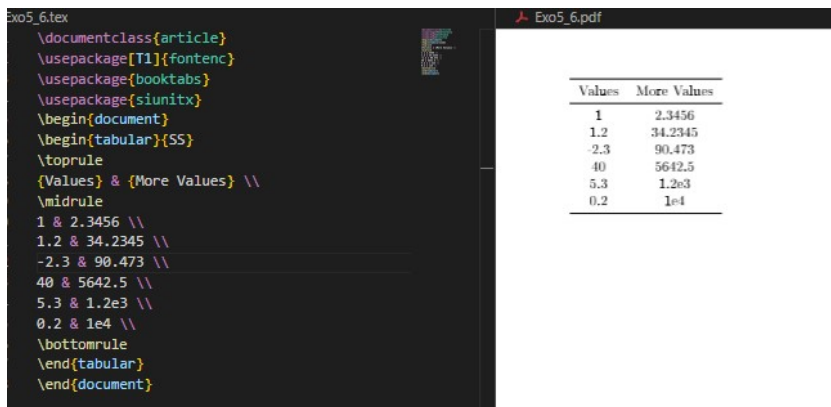 Exo5_6.tex
\documentclass{article}
\usepackage[T1]{fontenc}
\usepackage{booktabs}
\usepackage{siunitx}
\begin{document}
\begin{tabular}{SS}
\toprule
{Values} & {More Values} \\
\midrule
1 & 2.3456 \\
1.2 & 34.2345 \\
-2.3 & 90.473 \\
40 & 5642.5 \\
5.3 & 1.2e3 \\
0.2 & 1e4 \\
\bottomrule
\end{tabular}
\end{document}
Exo5_6.pdf
Values More Values
1 2.3456
1.2 34.2345
-2.3 90.473
40 5642.5
5.3 1.2e3
0.2 1e4